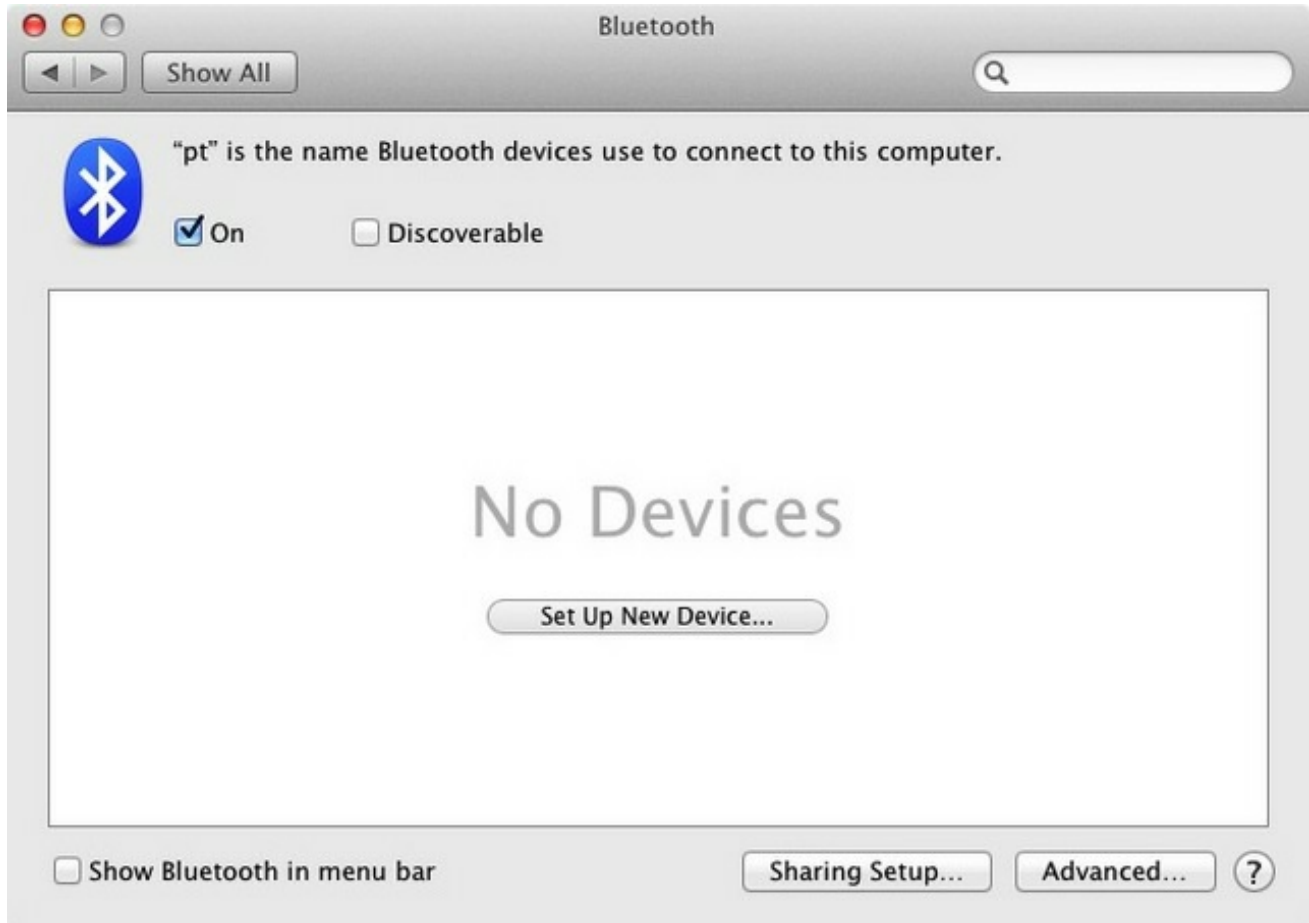 Bluetooth
Show All
“pt” is the name Bluetooth devices use to connect to this computer.
On Discoverable
No Devices
Set Up New Device...
Show Bluetooth in menu bar Sharing Setup... Advanced... ?